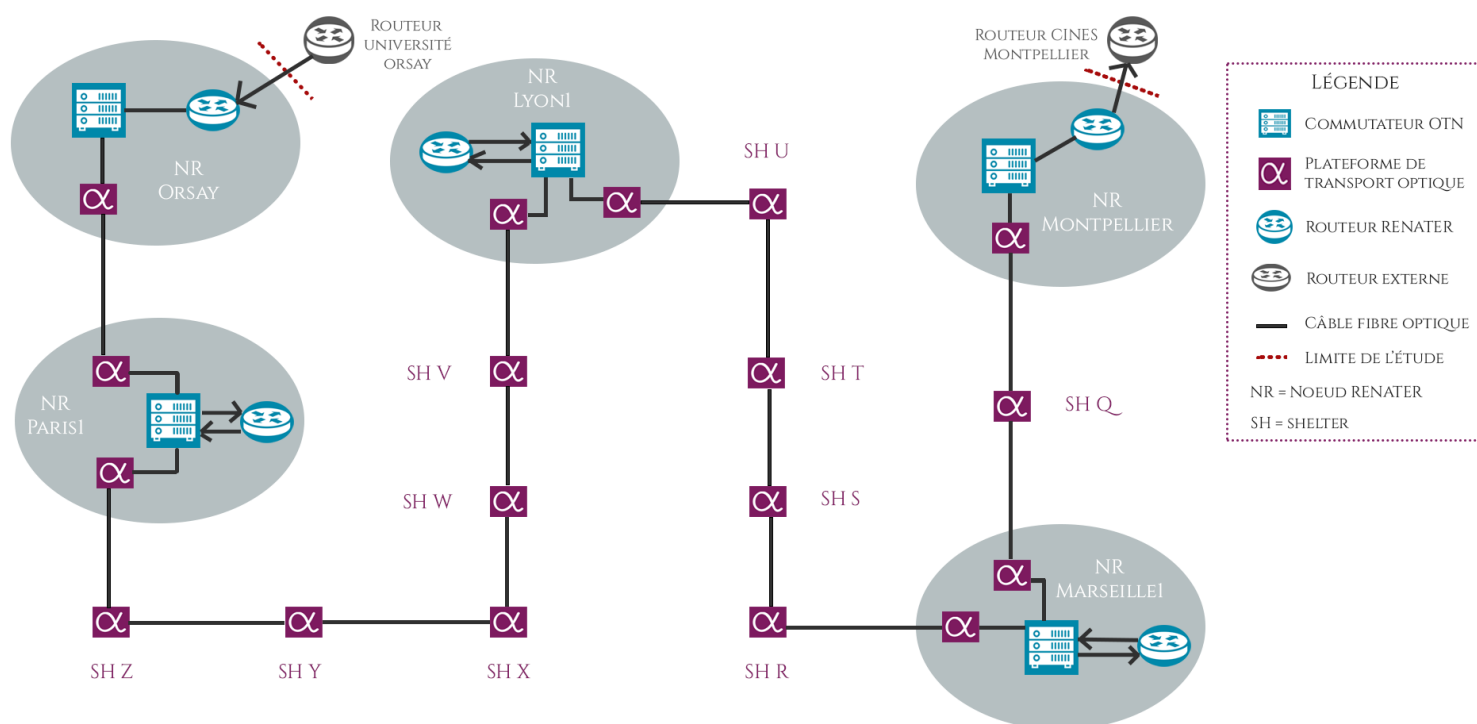 Routeur
université
Orsay
NR
Orsay
NR
Paris1
SH Z
SH Y
SH X
SH W
SH V
NR
Lyon1
SH U
SH T
SH S
SH R
NR
Marseille1
SH Q
NR
Montpellier
Routeur CINES
Montpellier
Légende
Commutateur OTN
Plateforme de
transport optique
Routeur RENATER
Routeur externe
Câble fibre optique
Limite de l'étude
NR = Noeud RENATER
SH = shelter